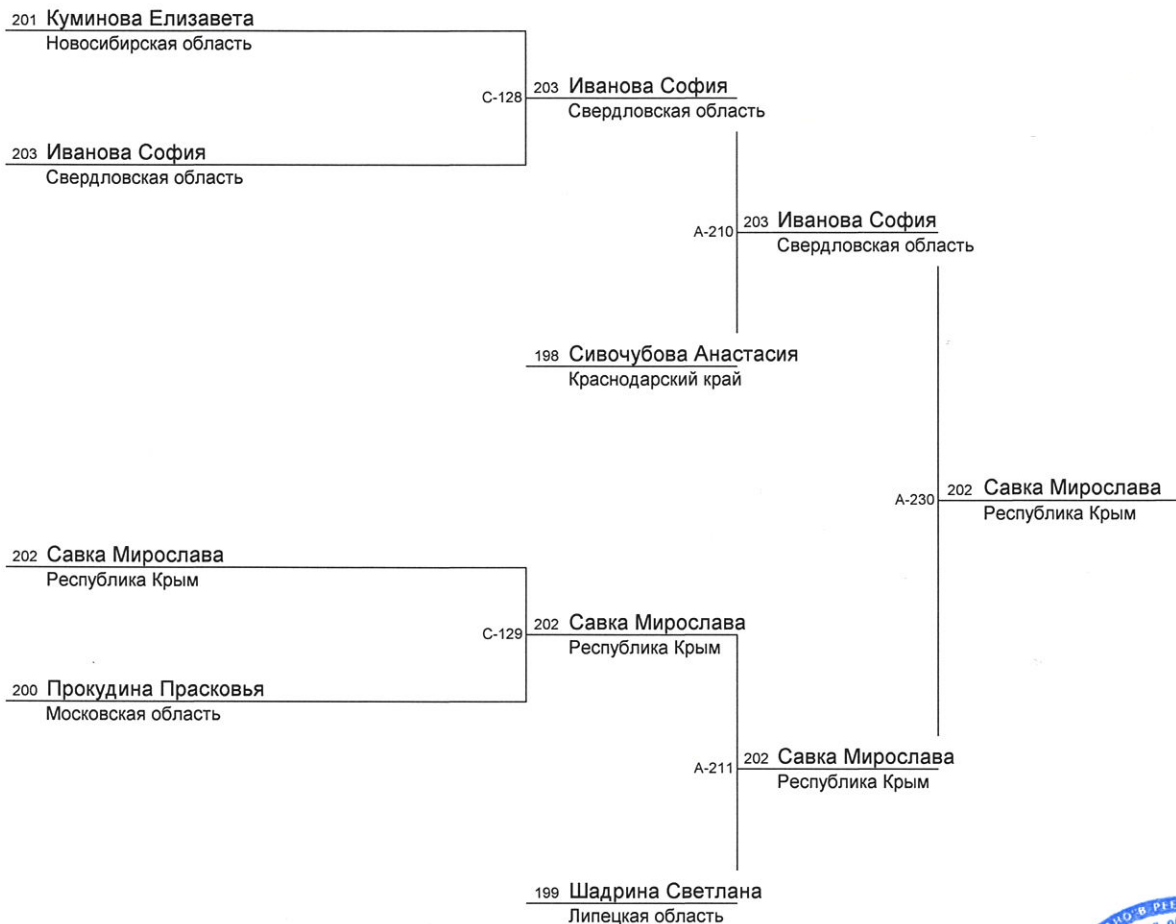 201 Куминова Елизавета
Новосибирская область
С-128
203 Иванова София
Свердловская область
203 Иванова София
Свердловская область
А-210
203 Иванова София
Свердловская область
198 Сивочубова Анастасия
Краснодарский край
А-230
202 Савка Мирослава
Республика Крым
202 Савка Мирослава
Республика Крым
С-129
202 Савка Мирослава
Республика Крым
200 Прокудина Прасковья
Московская область
А-211
202 Савка Мирослава
Республика Крым
199 Шадрина Светлана
Липецкая область